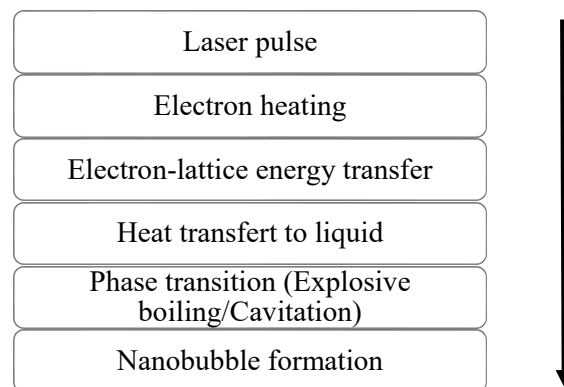 Laser pulse
Electron heating
Electron-lattice energy transfer
Heat transfert to liquid
Phase transition (Explosive
boiling/Cavitation)
Nanobubble formation